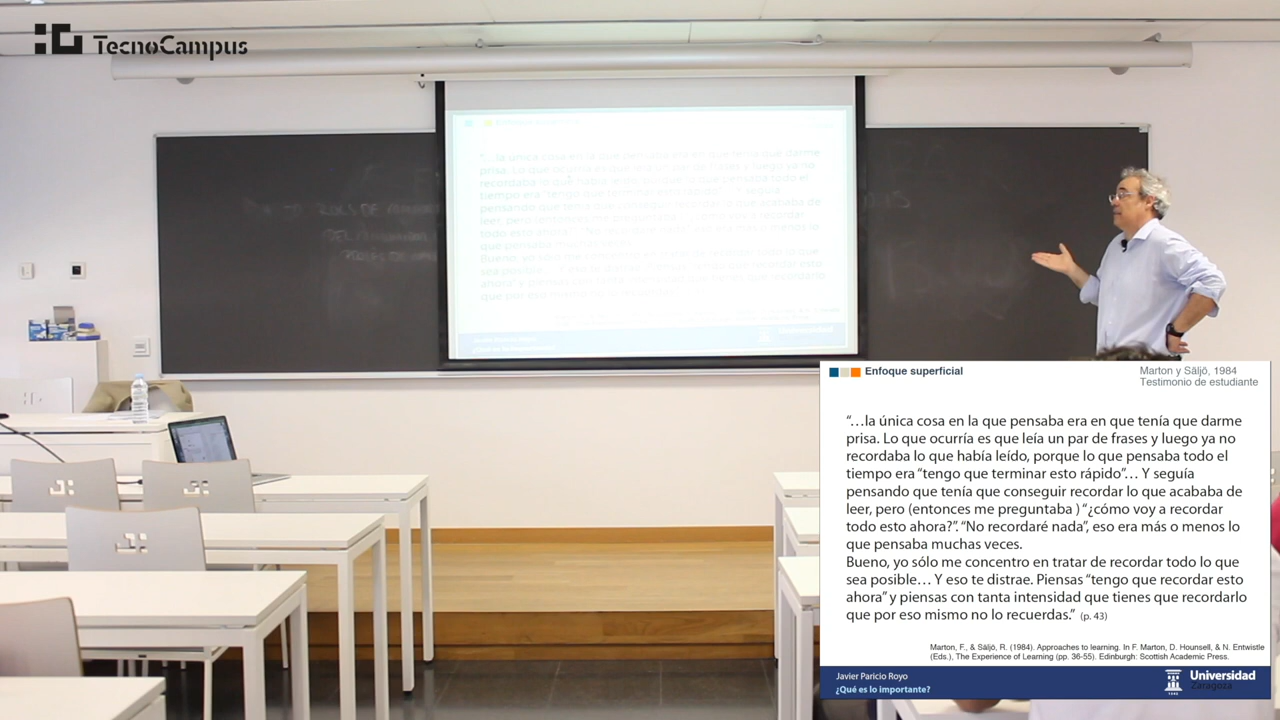 TecnoCampus
Enfoque superficial
Marton y Säljö, 1984
Testimonio de estudiante
“…la única cosa en la que pensaba era en que tenía que darme
prisa. Lo que ocurría es que leía un par de frases y luego ya no
recordaba lo que había leído, porque lo que pensaba todo el
tiempo era “tengo que terminar esto rápido”… Y seguía
pensando que tenía que conseguir recordar lo que acababa de
leer, pero (entonces me preguntaba ) “¿cómo voy a recordar
todo esto ahora?”. “No recordaré nada”, eso era más o menos lo
que pensaba muchas veces.
Bueno, yo sólo me concentro en tratar de recordar todo lo que
sea posible… Y eso te distrae. Piensas “tengo que recordar esto
ahora” y piensas con tanta intensidad que tienes que recordarlo
que por eso mismo no lo recuerdas.” (p. 43)
Marton, F., & Säljö, R. (1984). Approaches to learning. In F. Marton, D. Hounsell, & N. Entwistle
(Eds.), The Experience of Learning (pp. 36-55). Edinburgh: Scottish Academic Press.
Javier Paricio Royo
¿Qué es lo importante?
Universidad
Zaragoza